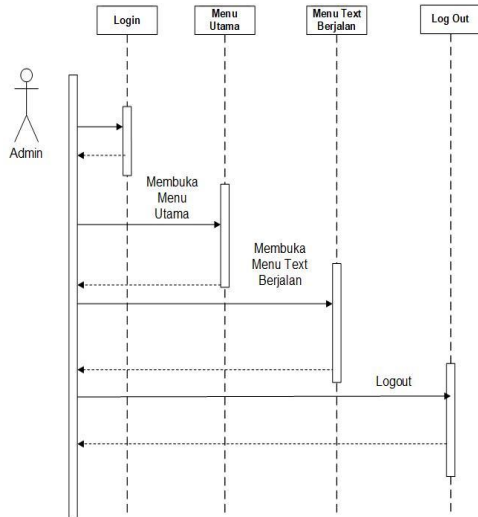 Login
Menu
Utama
Menu Text
Berjalan
Log Out
Admin
Membuka
Menu
Utama
Membuka
Menu Text
Berjalan
Logout